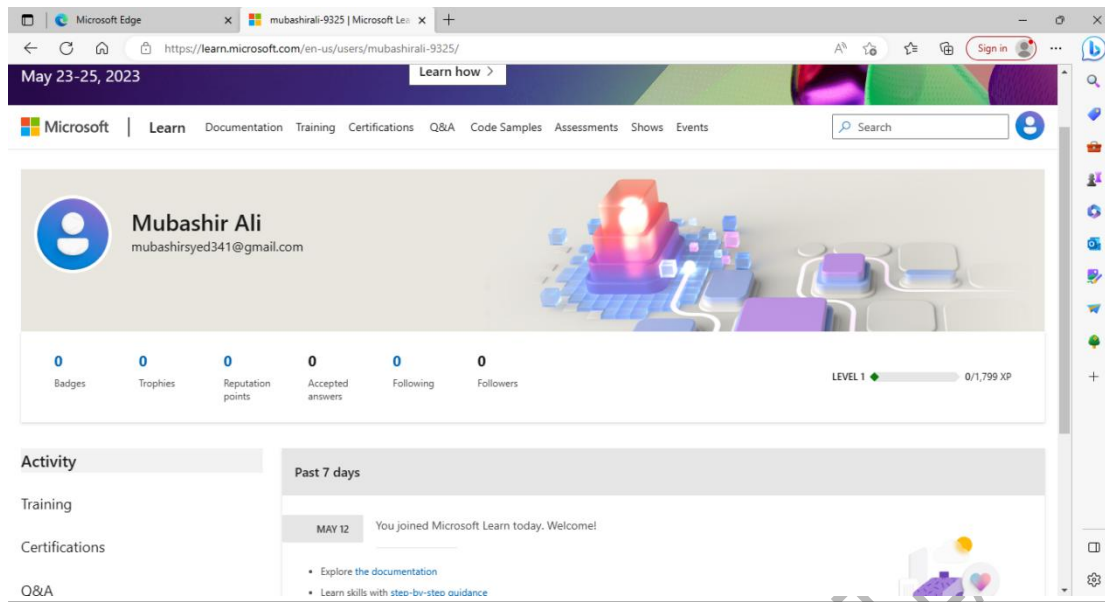 Microsoft Edge
mubashirali-9325 | Microsoft Lea
https://learn.microsoft.com/en-us/users/mubashirali-9325/
Sign in
May 23-25, 2023
Learn how >
Microsoft | Learn Documentation Training Certifications Q&A Code Samples Assessments Shows Events Search
Mubashir Ali
mubashirsyed341@gmail.com
0 0 0 0 0 0
Badges Trophies Reputation points Accepted answers Following Followers
LEVEL 1 0/1,799 XP
Activity
Past 7 days
Training
MAY 12 You joined Microsoft Learn today. Welcome!
Certifications
• Explore the documentation
Q&A
• Learn skills with step-by-step guidance